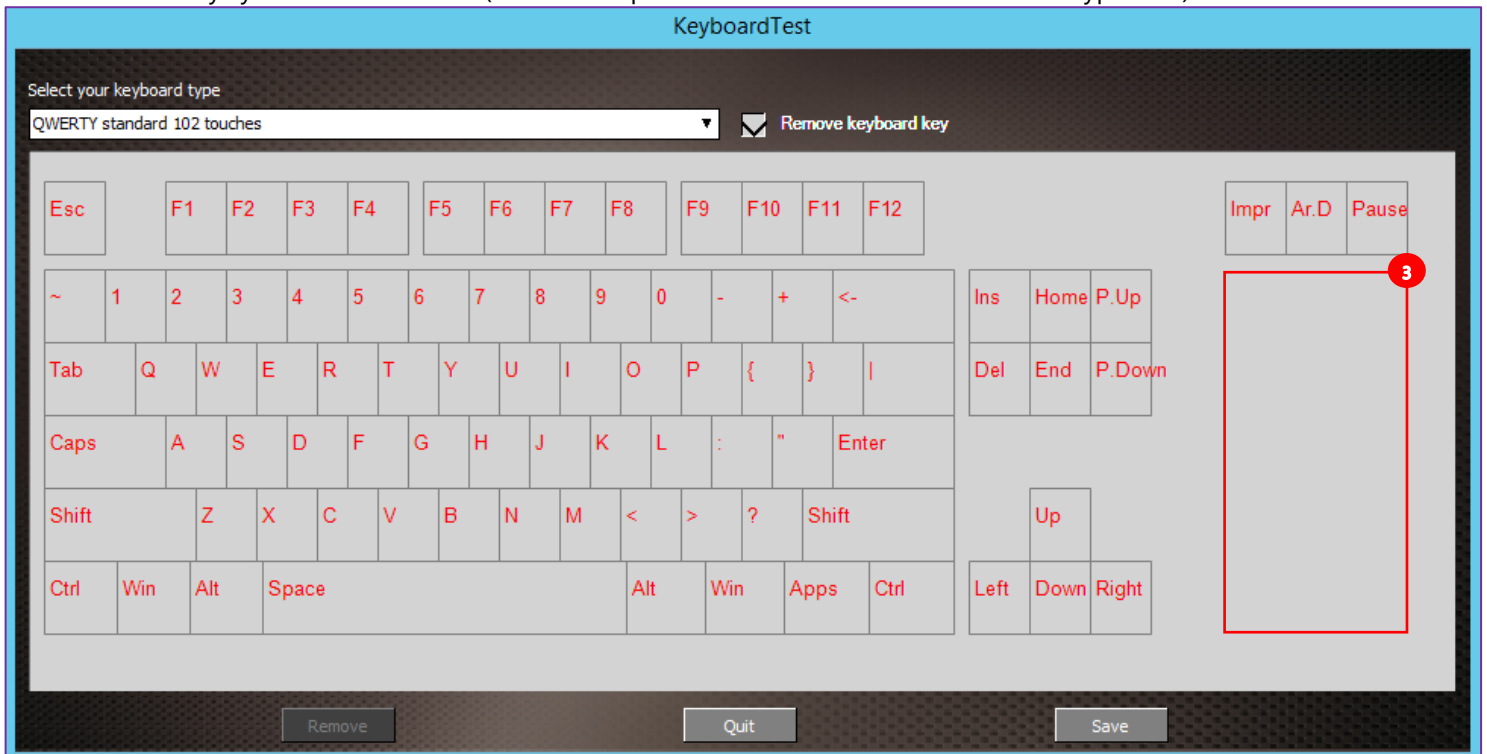 KeyboardTest
Select your keyboard type
QWERTY standard 102 touches
Remove keyboard key
Esc F1 F2 F3 F4 F5 F6 F7 F8 F9 F10 F11 F12 Impr Ar.D Pause
3
~ 1 2 3 4 5 6 7 8 9 0 - + <- Ins Home P.Up
Tab Q W E R T Y U I O P { } | Del End P.Down
Caps A S D F G H J K L : " Enter
Shift Z X C V B N M < > ? Shift Up
Ctrl Win Alt Space Alt Win Apps Ctrl Left Down Right
Remove Quit Save